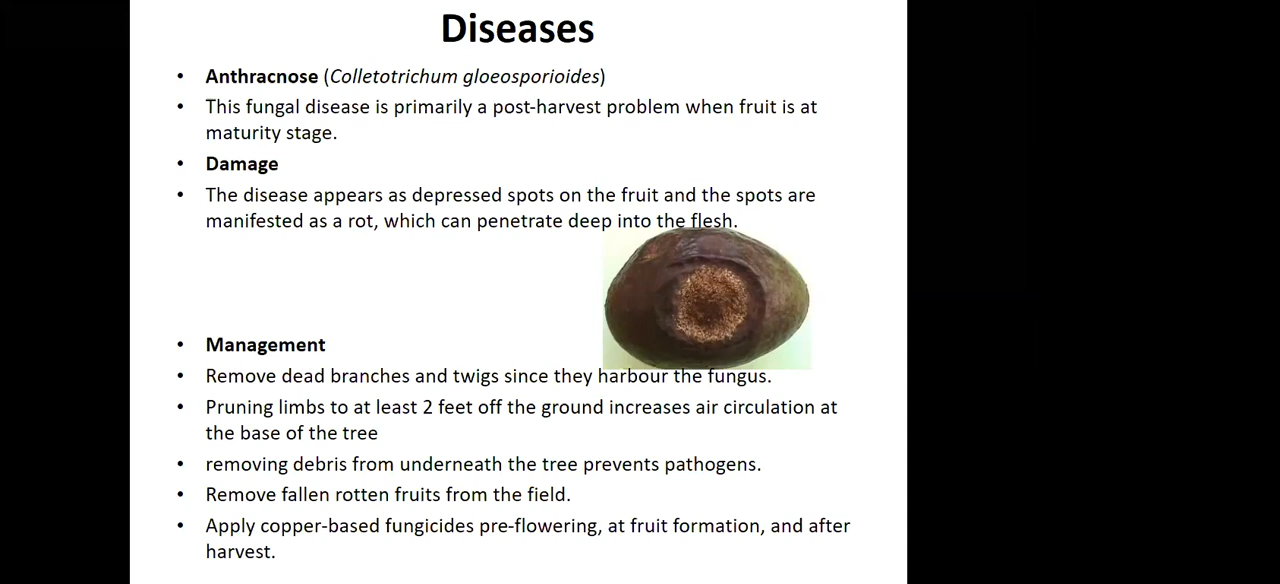 Diseases
• Anthracnose (Colletotrichum gloeosporioides)
• This fungal disease is primarily a post-harvest problem when fruit is at
maturity stage.
• Damage
• The disease appears as depressed spots on the fruit and the spots are
manifested as a rot, which can penetrate deep into the flesh.
• Management
• Remove dead branches and twigs since they harbour the fungus.
• Pruning limbs to at least 2 feet off the ground increases air circulation at
the base of the tree
• removing debris from underneath the tree prevents pathogens.
• Remove fallen rotten fruits from the field.
• Apply copper-based fungicides pre-flowering, at fruit formation, and after
harvest.